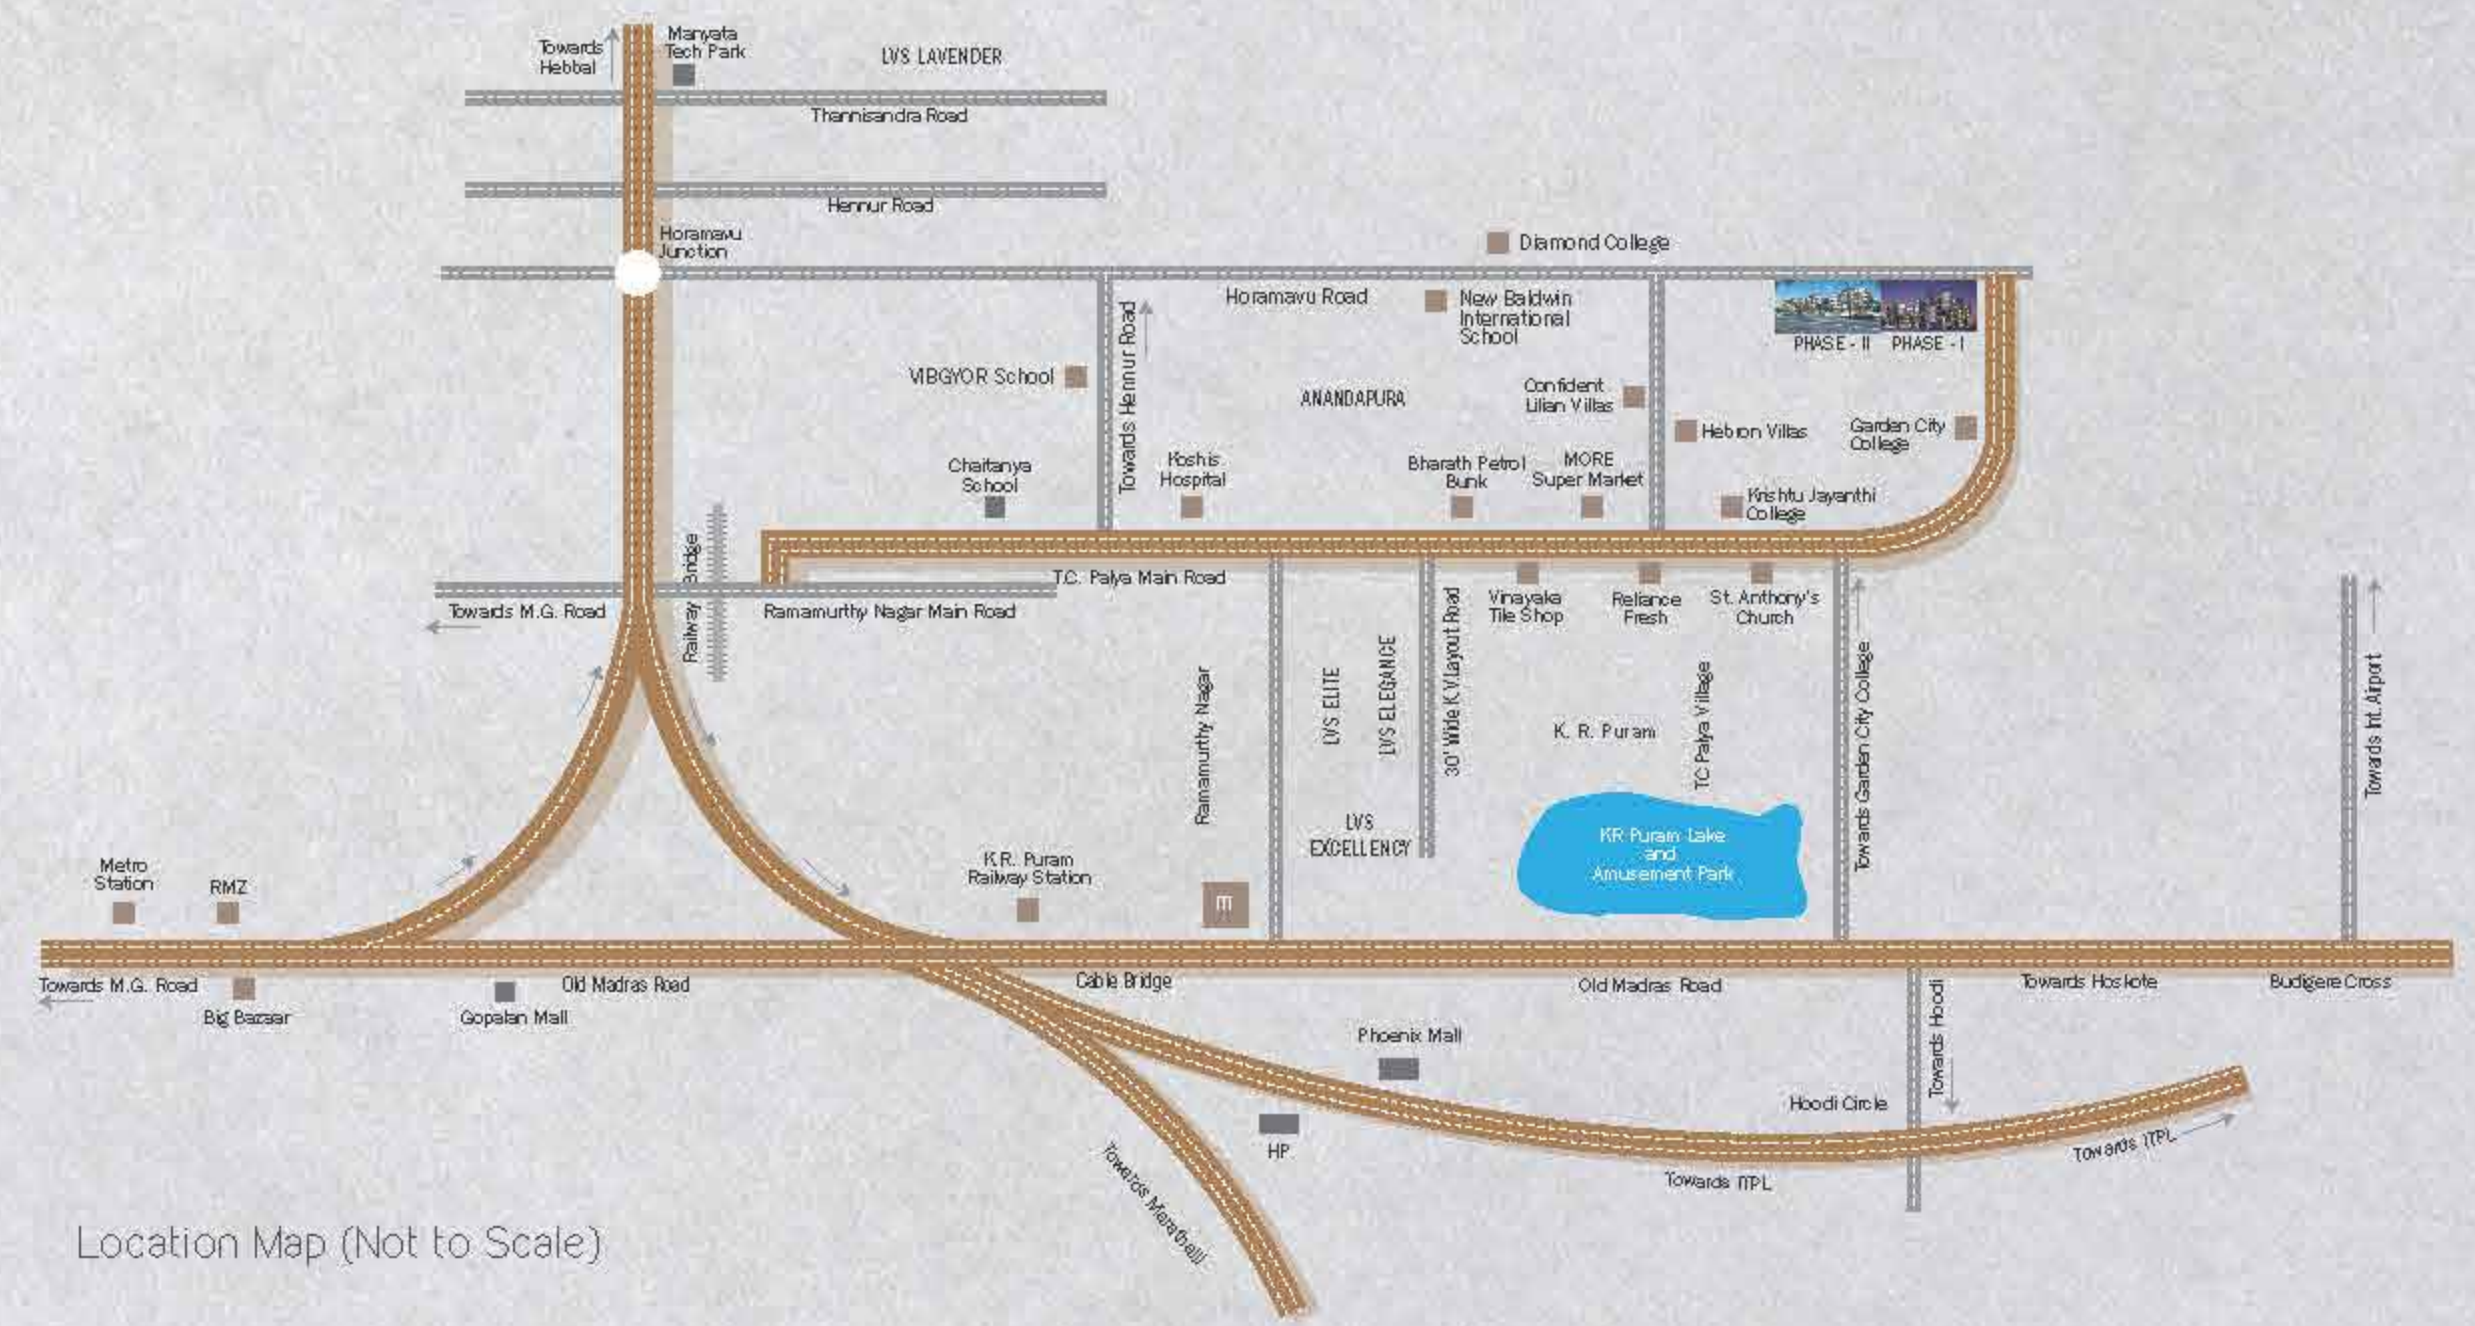 Towards
Hebbal
Manyata
Tech Park
LVS LAVENDER
Thannisandra Road
Hennur Road
Horamavu
Junction
Diamond College
Horamavu Road
New Baldwin
International
School
PHASE - II
PHASE - I
Towards Hennur Road
VIBGYOR School
ANANDAPURA
Confident
Lilian Villas
Hebron Villas
Garden City
College
Chaitanya
School
Koshis
Hospital
Bharath Petrol
Bunk
MORE
Super Market
Krishtu Jayanthi
College
Railway Bridge
T.C. Palya Main Road
Towards M.G. Road
Ramamurthy Nagar Main Road
Vinayaka
Tile Shop
Reliance
Fresh
St. Anthony's
Church
Ramamurthy Nagar
LVS ELITE
LVS ELEGANCE
30' Wide K.V.Layout Road
K. R. Puram
TC Palya Village
Towards Garden City College
Towards Int. Airport
LVS
EXCELLENCY
KR Puram Lake
and
Amusement Park
Metro
Station
RMZ
K.R. Puram
Railway Station
Towards M.G. Road
Big Bazaar
Gopalan Mall
Old Madras Road
Cable Bridge
Old Madras Road
Towards Hoskote
Budigere Cross
Towards Hoodi
Phoenix Mall
HP
Hoodi Circle
Towards ITPL
Towards ITPL
Towards Marathalli
Location Map (Not to Scale)